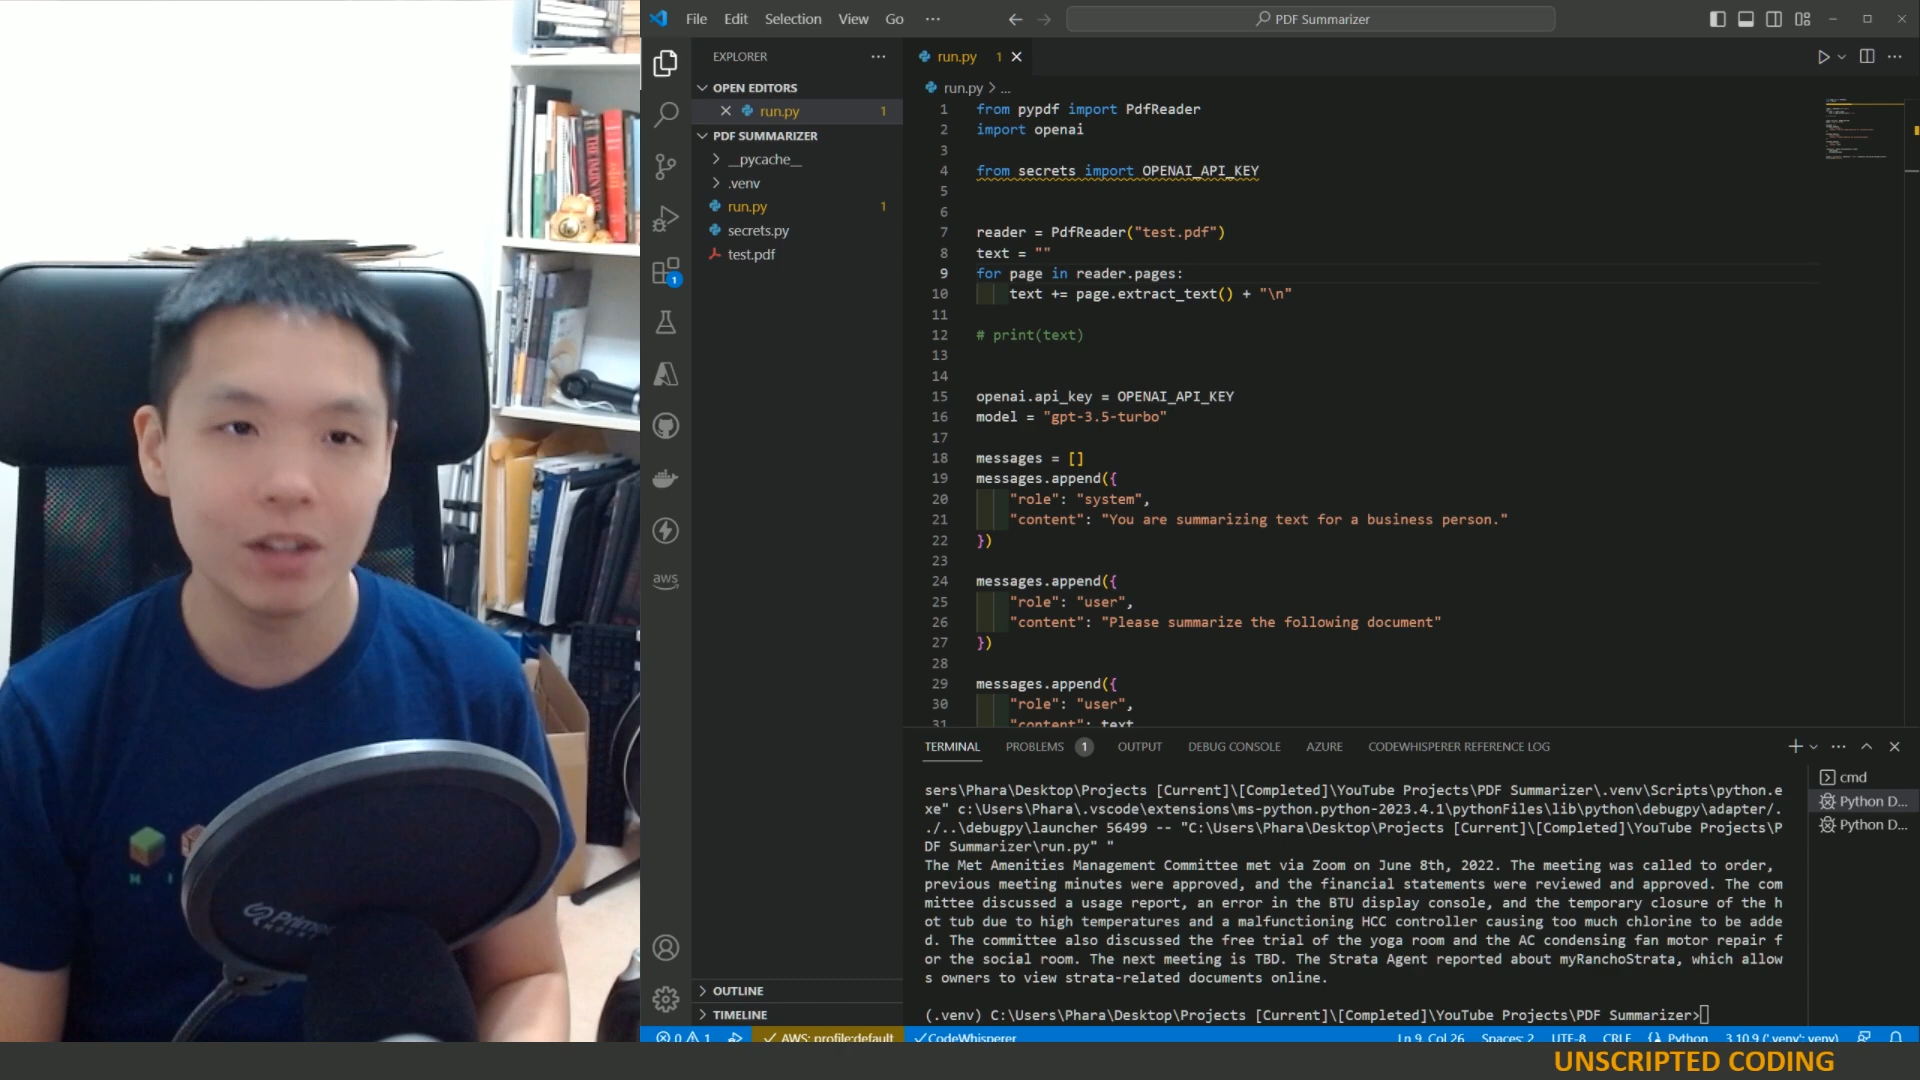 File Edit Selection View Go ···
PDF Summarizer
EXPLORER
OPEN EDITORS
run.py 1
PDF SUMMARIZER
__pycache__
.venv
run.py 1
secrets.py
test.pdf
OUTLINE
TIMELINE
1
aws
run.py 1
run.py > ...
1 from pypdf import PdfReader
2 import openai
3
4 from secrets import OPENAI_API_KEY
5
6
7 reader = PdfReader("test.pdf")
8 text = ""
9 for page in reader.pages:
10 text += page.extract_text() + "\n"
11
12 # print(text)
13
14
15 openai.api_key = OPENAI_API_KEY
16 model = "gpt-3.5-turbo"
17
18 messages = []
19 messages.append({
20 "role": "system",
21 "content": "You are summarizing text for a business person."
22 })
23
24 messages.append({
25 "role": "user",
26 "content": "Please summarize the following document"
27 })
28
29 messages.append({
30 "role": "user",
31 "content": text
TERMINAL PROBLEMS 1 OUTPUT DEBUG CONSOLE AZURE CODEWHISPERER REFERENCE LOG
sers\Phara\Desktop\Projects [Current]\[Completed]\YouTube Projects\PDF Summarizer\.venv\Scripts\python.e
xe" c:\Users\Phara\.vscode\extensions\ms-python.python-2023.4.1\pythonFiles\lib\python\debugpy\adapter/.
./..\debugpy\launcher 56499 -- "C:\Users\Phara\Desktop\Projects [Current]\[Completed]\YouTube Projects\P
DF Summarizer\run.py" "
The Met Amenities Management Committee met via Zoom on June 8th, 2022. The meeting was called to order,
previous meeting minutes were approved, and the financial statements were reviewed and approved. The com
mittee discussed a usage report, an error in the BTU display console, and the temporary closure of the h
ot tub due to high temperatures and a malfunctioning HCC controller causing too much chlorine to be adde
d. The committee also discussed the free trial of the yoga room and the AC condensing fan motor repair f
or the social room. The next meeting is TBD. The Strata Agent reported about myRanchoStrata, which allow
s owners to view strata-related documents online.
(.venv) C:\Users\Phara\Desktop\Projects [Current]\[Completed]\YouTube Projects\PDF Summarizer>
cmd
Python D...
Python D...
0 1 AWS: profile:default CodeWhisperer Ln 9, Col 26 Spaces: 2 UTF-8 CRLF Python 3.10.9 ('.venv': venv)
UNSCRIPTED CODING